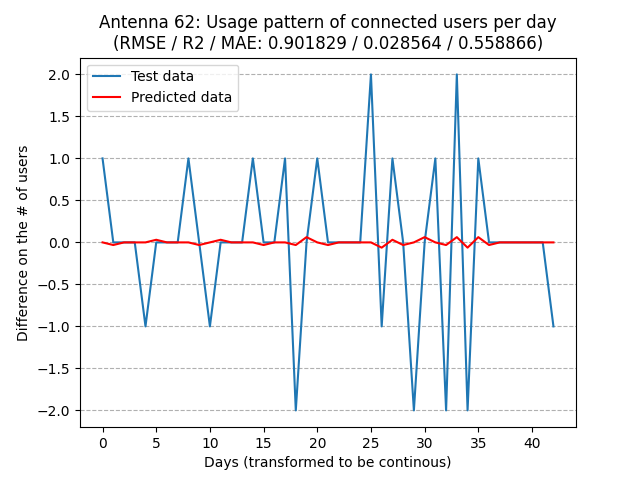 Antenna 62: Usage pattern of connected users per day
(RMSE / R2 / MAE: 0.901829 / 0.028564 / 0.558866)
Test data
Predicted data
Difference on the # of users
2.0
1.5
1.0
0.5
0.0
−0.5
−1.0
−1.5
−2.0
0 5 10 15 20 25 30 35 40
Days (transformed to be continous)